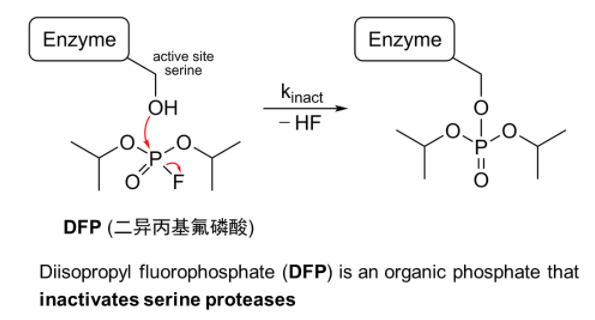 Enzyme
active site
serine
OH
O
O
P
O
F
k inact
− HF
Enzyme
O
O
P
O
O
DFP (二异丙基氟磷酸)
Diisopropyl fluorophosphate (DFP) is an organic phosphate that
inactivates serine proteases